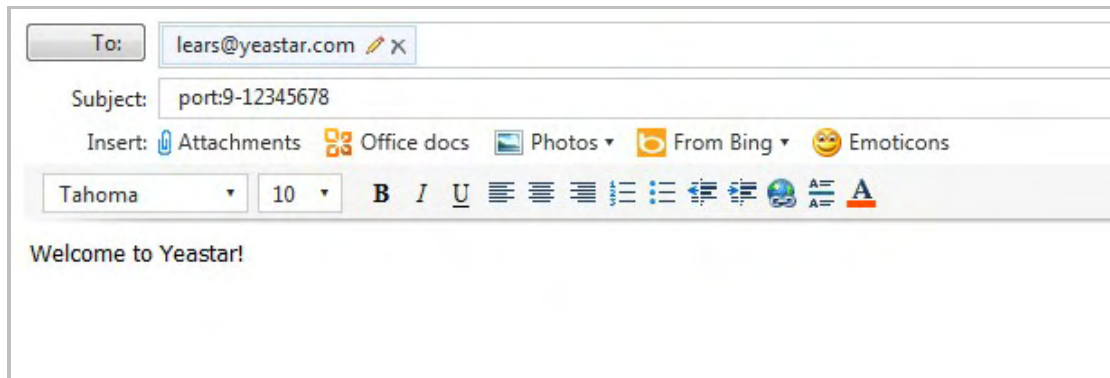 To: lears@yeastar.com
Subject: port:9-12345678
Insert: Attachments Office docs Photos From Bing Emoticons
Tahoma 10 B I U A
Welcome to Yeastar!